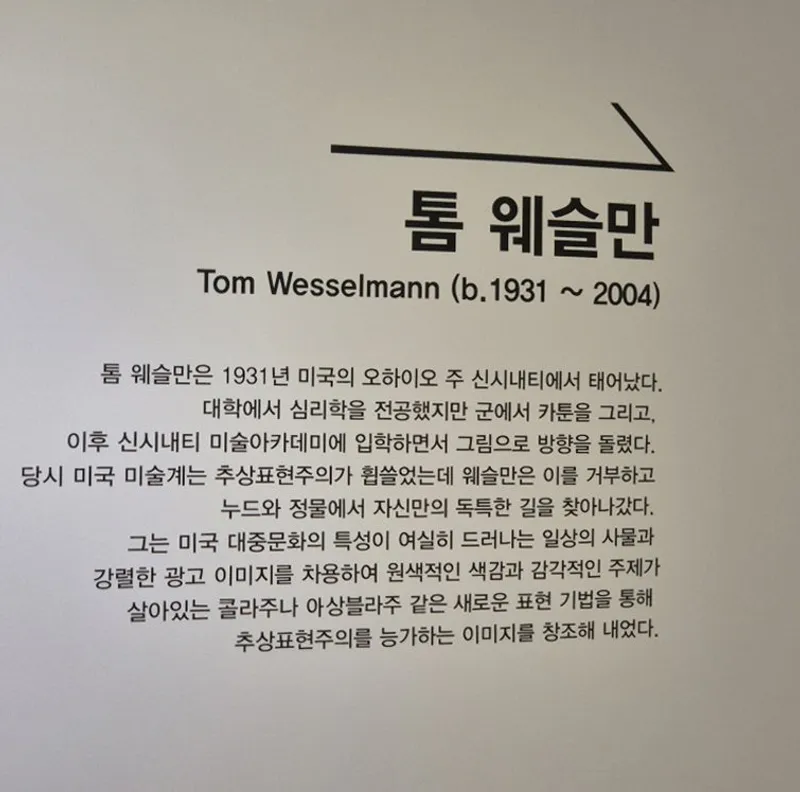 톰 웨슬만
Tom Wesselmann (b.1931 ~ 2004)
톰 웨슬만은 1931년 미국의 오하이오 주 신시내티에서 태어났다.
대학에서 심리학을 전공했지만 군에서 카툰을 그리고,
이후 신시내티 미술아카데미에 입학하면서 그림으로 방향을 돌렸다.
당시 미국 미술계는 추상표현주의가 휩쓸었는데 웨슬만은 이를 거부하고
누드와 정물에서 자신만의 독특한 길을 찾아나갔다.
그는 미국 대중문화의 특성이 여실히 드러나는 일상의 사물과
강렬한 광고 이미지를 차용하여 원색적인 색감과 감각적인 주제가
살아있는 콜라주나 아상블라주 같은 새로운 표현 기법을 통해
추상표현주의를 능가하는 이미지를 창조해 내었다.